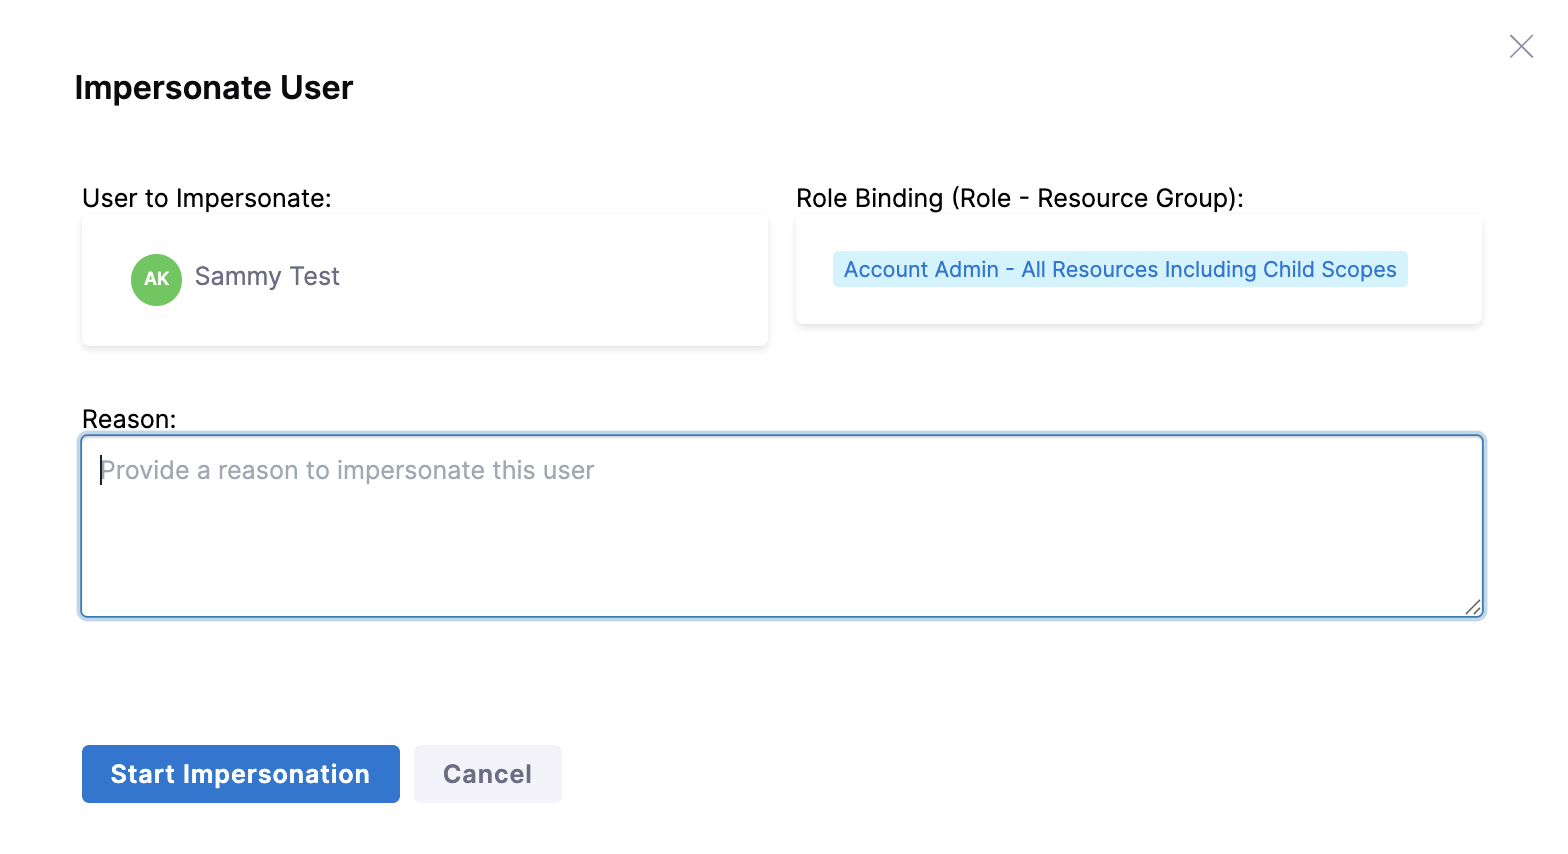 Impersonate User
User to Impersonate:
AK Sammy Test
Role Binding (Role - Resource Group):
Account Admin - All Resources Including Child Scopes
Reason:
Provide a reason to impersonate this user
Start Impersonation
Cancel